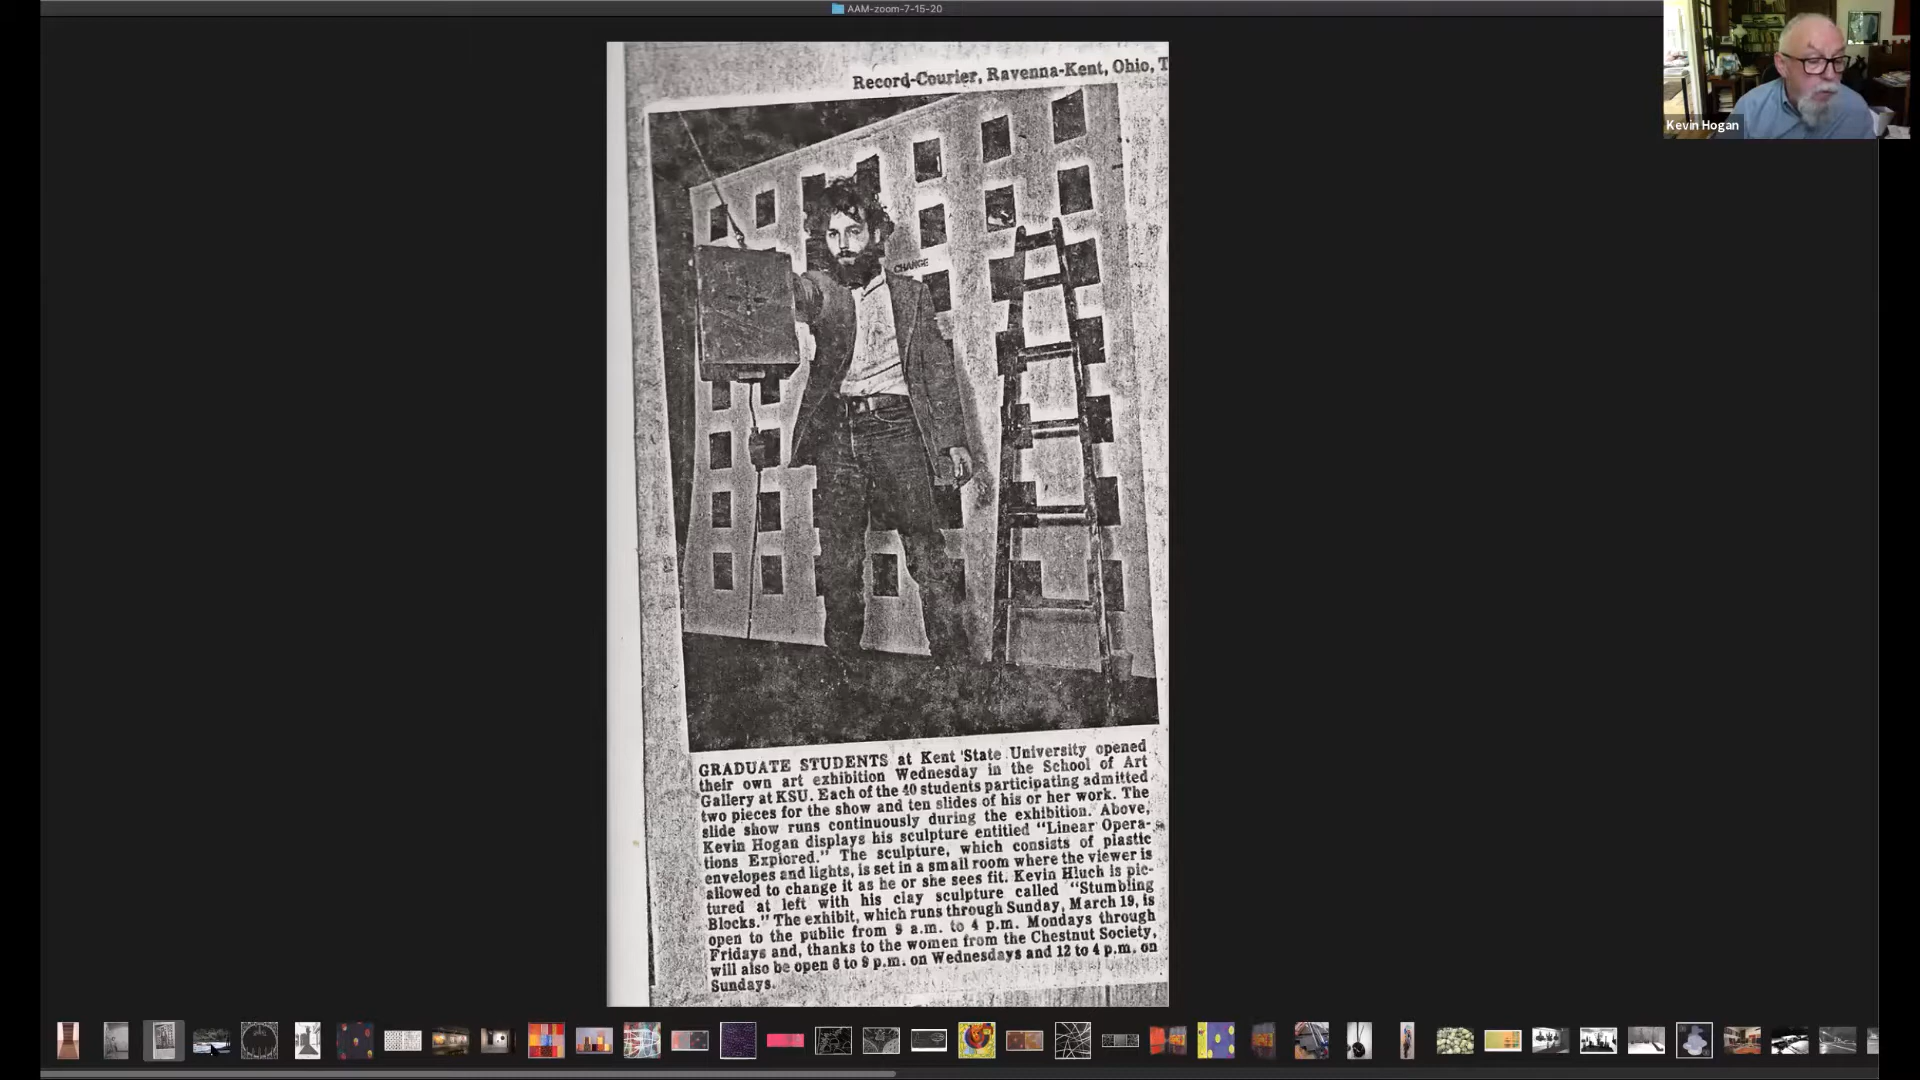 AAM-zoom-7-15-20
Kevin Hogan
Record-Courier, Ravenna-Kent, Ohio, T
CHANGE
GRADUATE STUDENTS at Kent State University opened
their own art exhibition Wednesday in the School of Art
Gallery at KSU. Each of the 40 students participating admitted
two pieces for the show and ten slides of his or her work. The
slide show runs continuously during the exhibition. Above,
Kevin Hogan displays his sculpture entitled "Linear Opera-
tions Explored." The sculpture, which consists of plastic
envelopes and lights, is set in a small room where the viewer is
allowed to change it as he or she sees fit. Kevin Hluch is pic-
tured at left with his clay sculpture called "Stumbling
Blocks." The exhibit, which runs through Sunday, March 19, is
open to the public from 9 a.m. to 4 p.m. Mondays through
Fridays and, thanks to the women from the Chestnut Society,
will also be open 6 to 9 p.m. on Wednesdays and 12 to 4 p.m. on
Sundays.